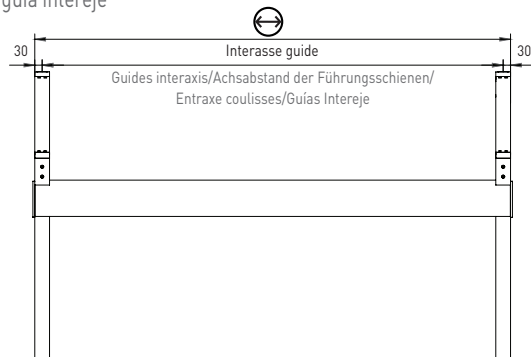 guía Intereje
30 Interasse guide 30
Guides interaxis/Achsabstand der Führungsschienen/
Entraxe coulisses/Guías Intereje